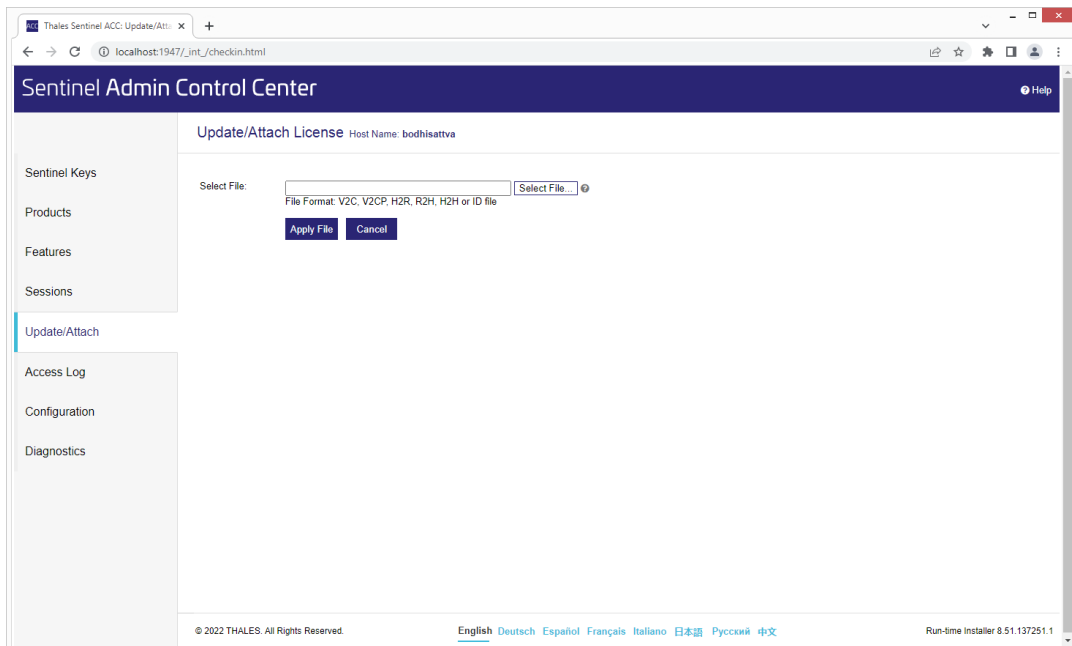 Thales Sentinel ACC: Update/Att
localhost:1947/_int_/checkin.html
Sentinel Admin Control Center
Help
Update/Attach License Host Name: bodhisattva
Sentinel Keys
Products
Features
Sessions
Update/Attach
Access Log
Configuration
Diagnostics
Select File:
Select File...
File Format: V2C, V2CP, H2R, R2H, H2H or ID file
Apply File Cancel
© 2022 THALES. All Rights Reserved.
English Deutsch Español Français Italiano 日本語 Русский 中文
Run-time Installer 8.51.137251.1